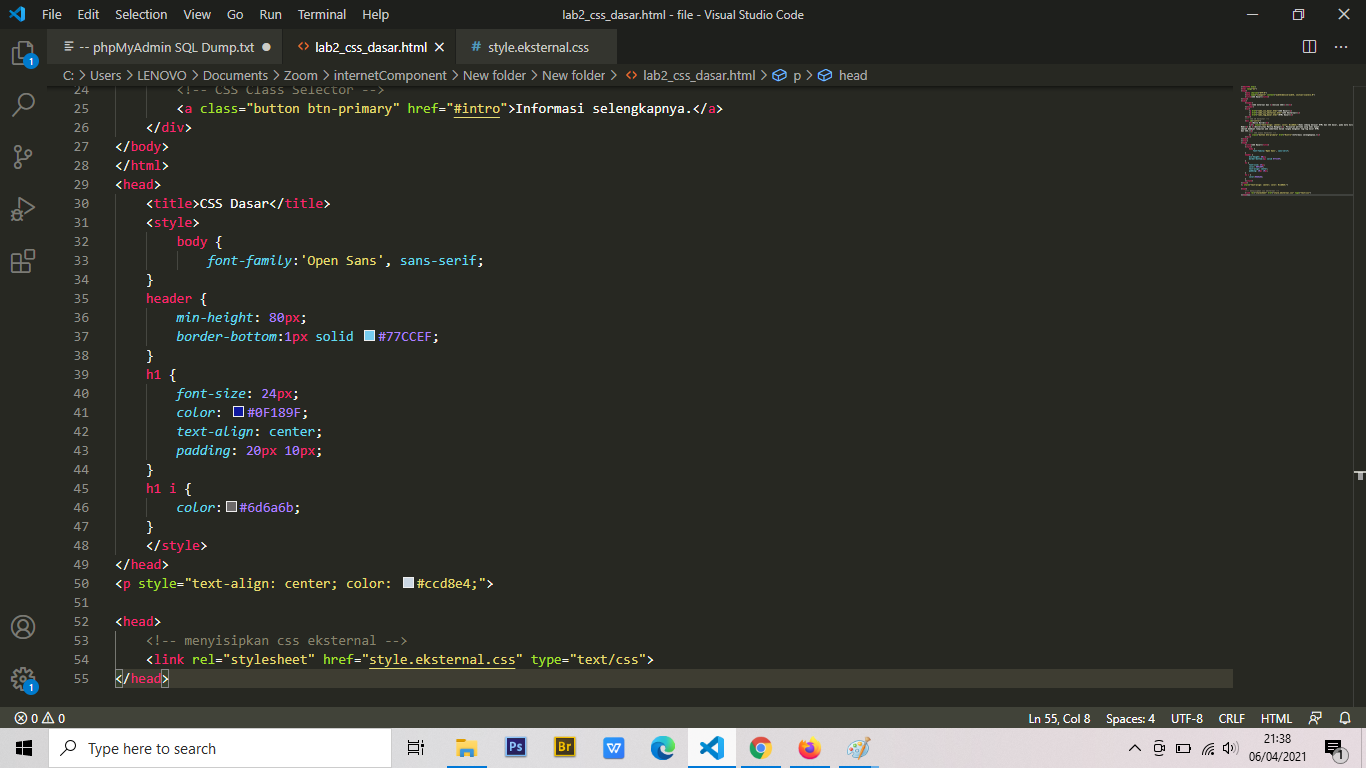 File Edit Selection View Go Run Terminal Help lab2_css_dasar.html - file - Visual Studio Code
-- phpMyAdmin SQL Dump.txt ● <> lab2_css_dasar.html × # style.eksternal.css
C: > Users > LENOVO > Documents > Zoom > internetComponent > New folder > New folder > <> lab2_css_dasar.html > p > head
24 <!-- CSS Class Selector -->
25 <a class="button btn-primary" href="#intro">Informasi selengkapnya.</a>
26 </div>
27 </body>
28 </html>
29 <head>
30 <title>CSS Dasar</title>
31 <style>
32 body {
33 font-family:'Open Sans', sans-serif;
34 }
35 header {
36 min-height: 80px;
37 border-bottom:1px solid #77CCEF;
38 }
39 h1 {
40 font-size: 24px;
41 color: #0F189F;
42 text-align: center;
43 padding: 20px 10px;
44 }
45 h1 i {
46 color:#6d6a6b;
47 }
48 </style>
49 </head>
50 <p style="text-align: center; color: #ccd8e4;">
51
52 <head>
53 <!-- menyisipkan css eksternal -->
54 <link rel="stylesheet" href="style.eksternal.css" type="text/css">
55 </head>
1
1
0 0 Ln 55, Col 8 Spaces: 4 UTF-8 CRLF HTML
Type here to search Ps Br W 21:38
06/04/2021 1